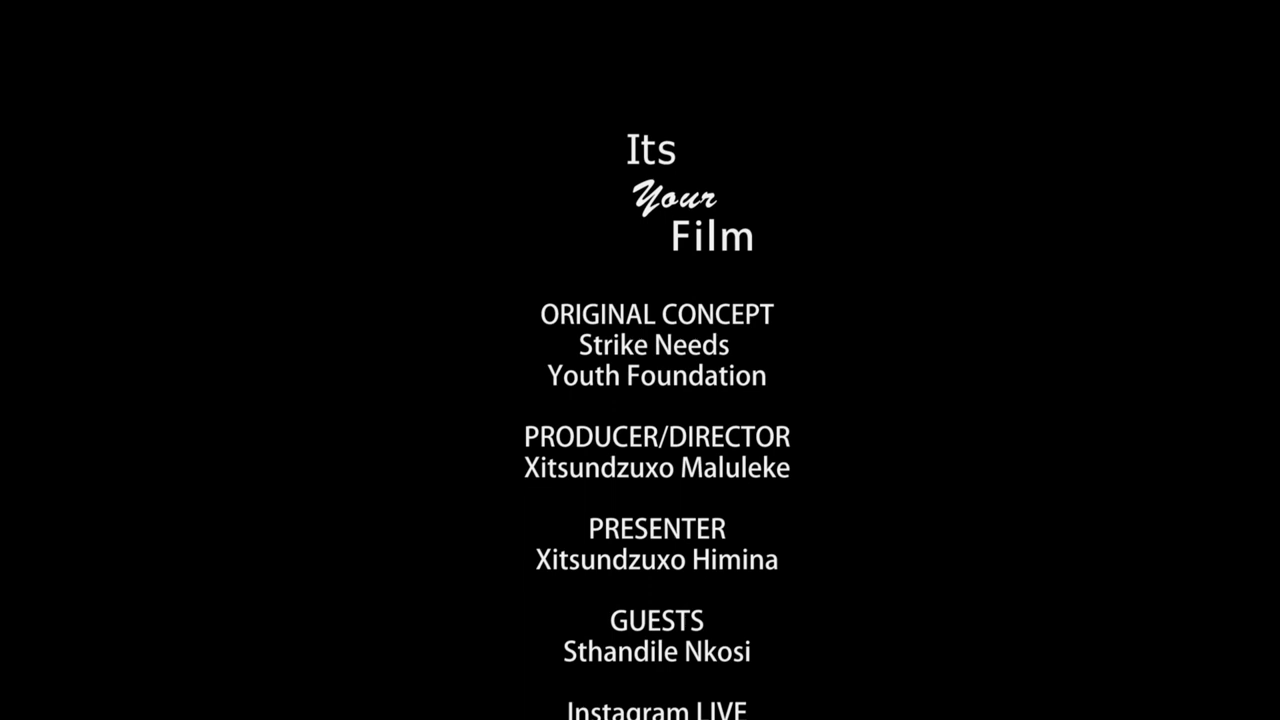 Its
Your
Film
ORIGINAL CONCEPT
Strike Needs
Youth Foundation
PRODUCER/DIRECTOR
Xitsundzuxo Maluleke
PRESENTER
Xitsundzuxo Himina
GUESTS
Sthandile Nkosi
Instagram LIVE